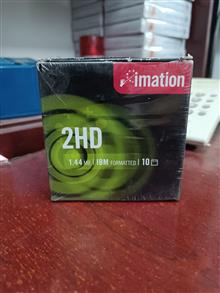 imation
2HD
1.44 MB | IBM FORMATTED | 10